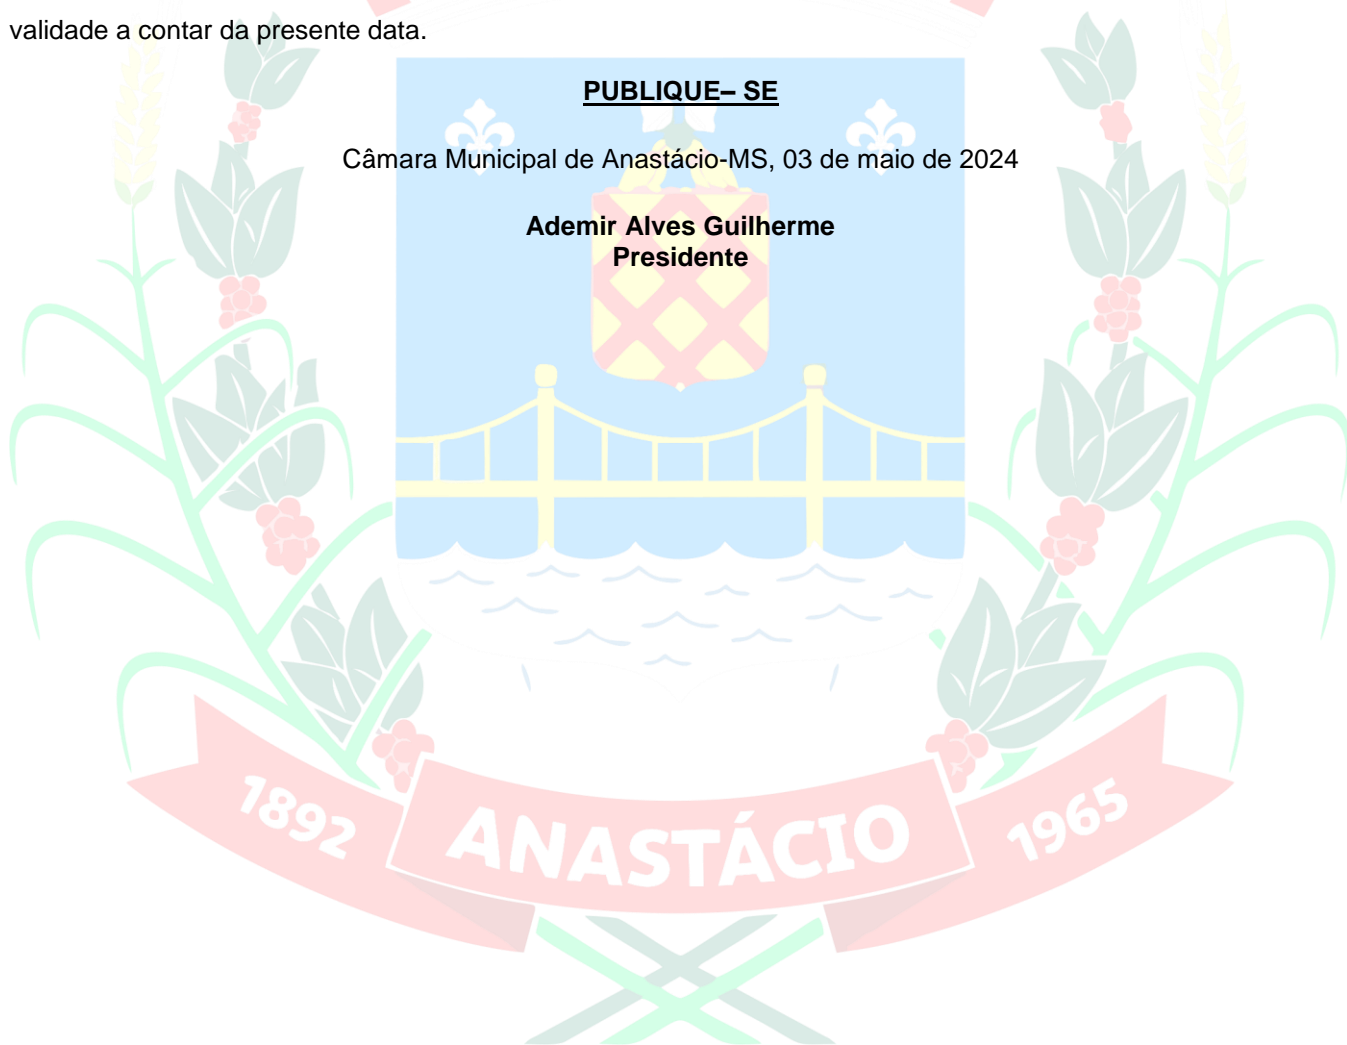 validade a contar da presente data.
PUBLIQUE– SE
Câmara Municipal de Anastácio-MS, 03 de maio de 2024
Ademir Alves Guilherme
Presidente
1892
ANASTÁCIO
1965